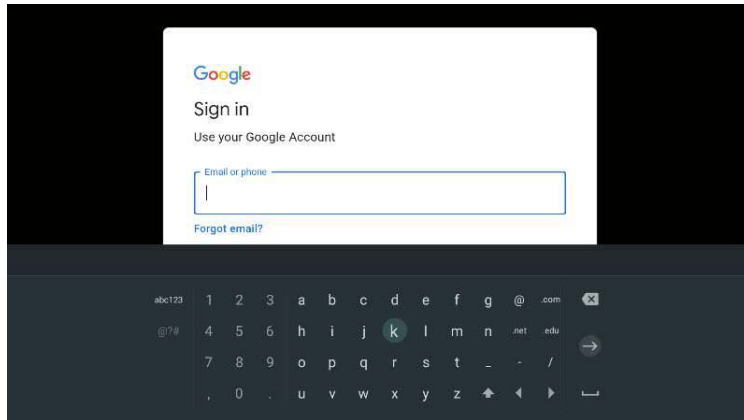 Google
Sign in
Use your Google Account
Email or phone
Forgot email?
abc123 1 2 3 a b c d e f g @ .com
@?# 4 5 6 h i j k l m n .net .edu
7 8 9 o p q r s t _ - /
, 0 . u v w x y z